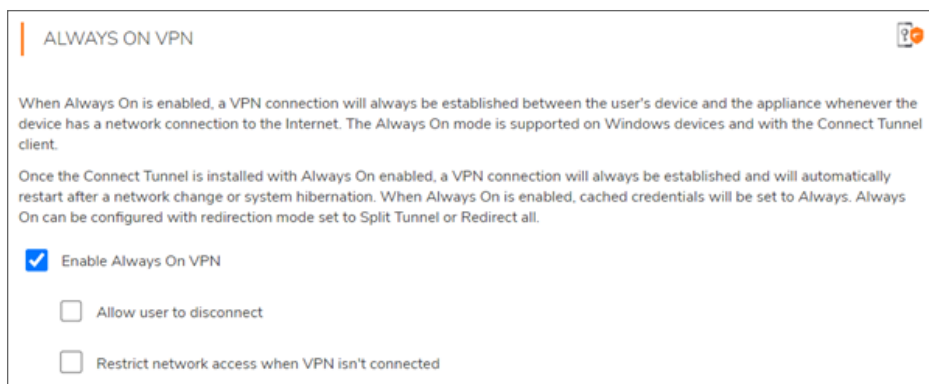 ALWAYS ON VPN
When Always On is enabled, a VPN connection will always be established between the user's device and the appliance whenever the
device has a network connection to the Internet. The Always On mode is supported on Windows devices and with the Connect Tunnel
client.
Once the Connect Tunnel is installed with Always On enabled, a VPN connection will always be established and will automatically
restart after a network change or system hibernation. When Always On is enabled, cached credentials will be set to Always. Always
On can be configured with redirection mode set to Split Tunnel or Redirect all.
Enable Always On VPN
Allow user to disconnect
Restrict network access when VPN isn't connected